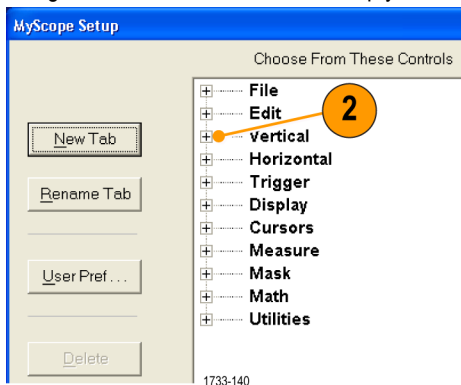 MyScope Setup
Choose From These Controls
File
Edit
2
Vertical
New Tab
Horizontal
Trigger
Rename Tab
Display
Cursors
Measure
User Pref . . .
Mask
Math
Utilities
Delete
1733-140